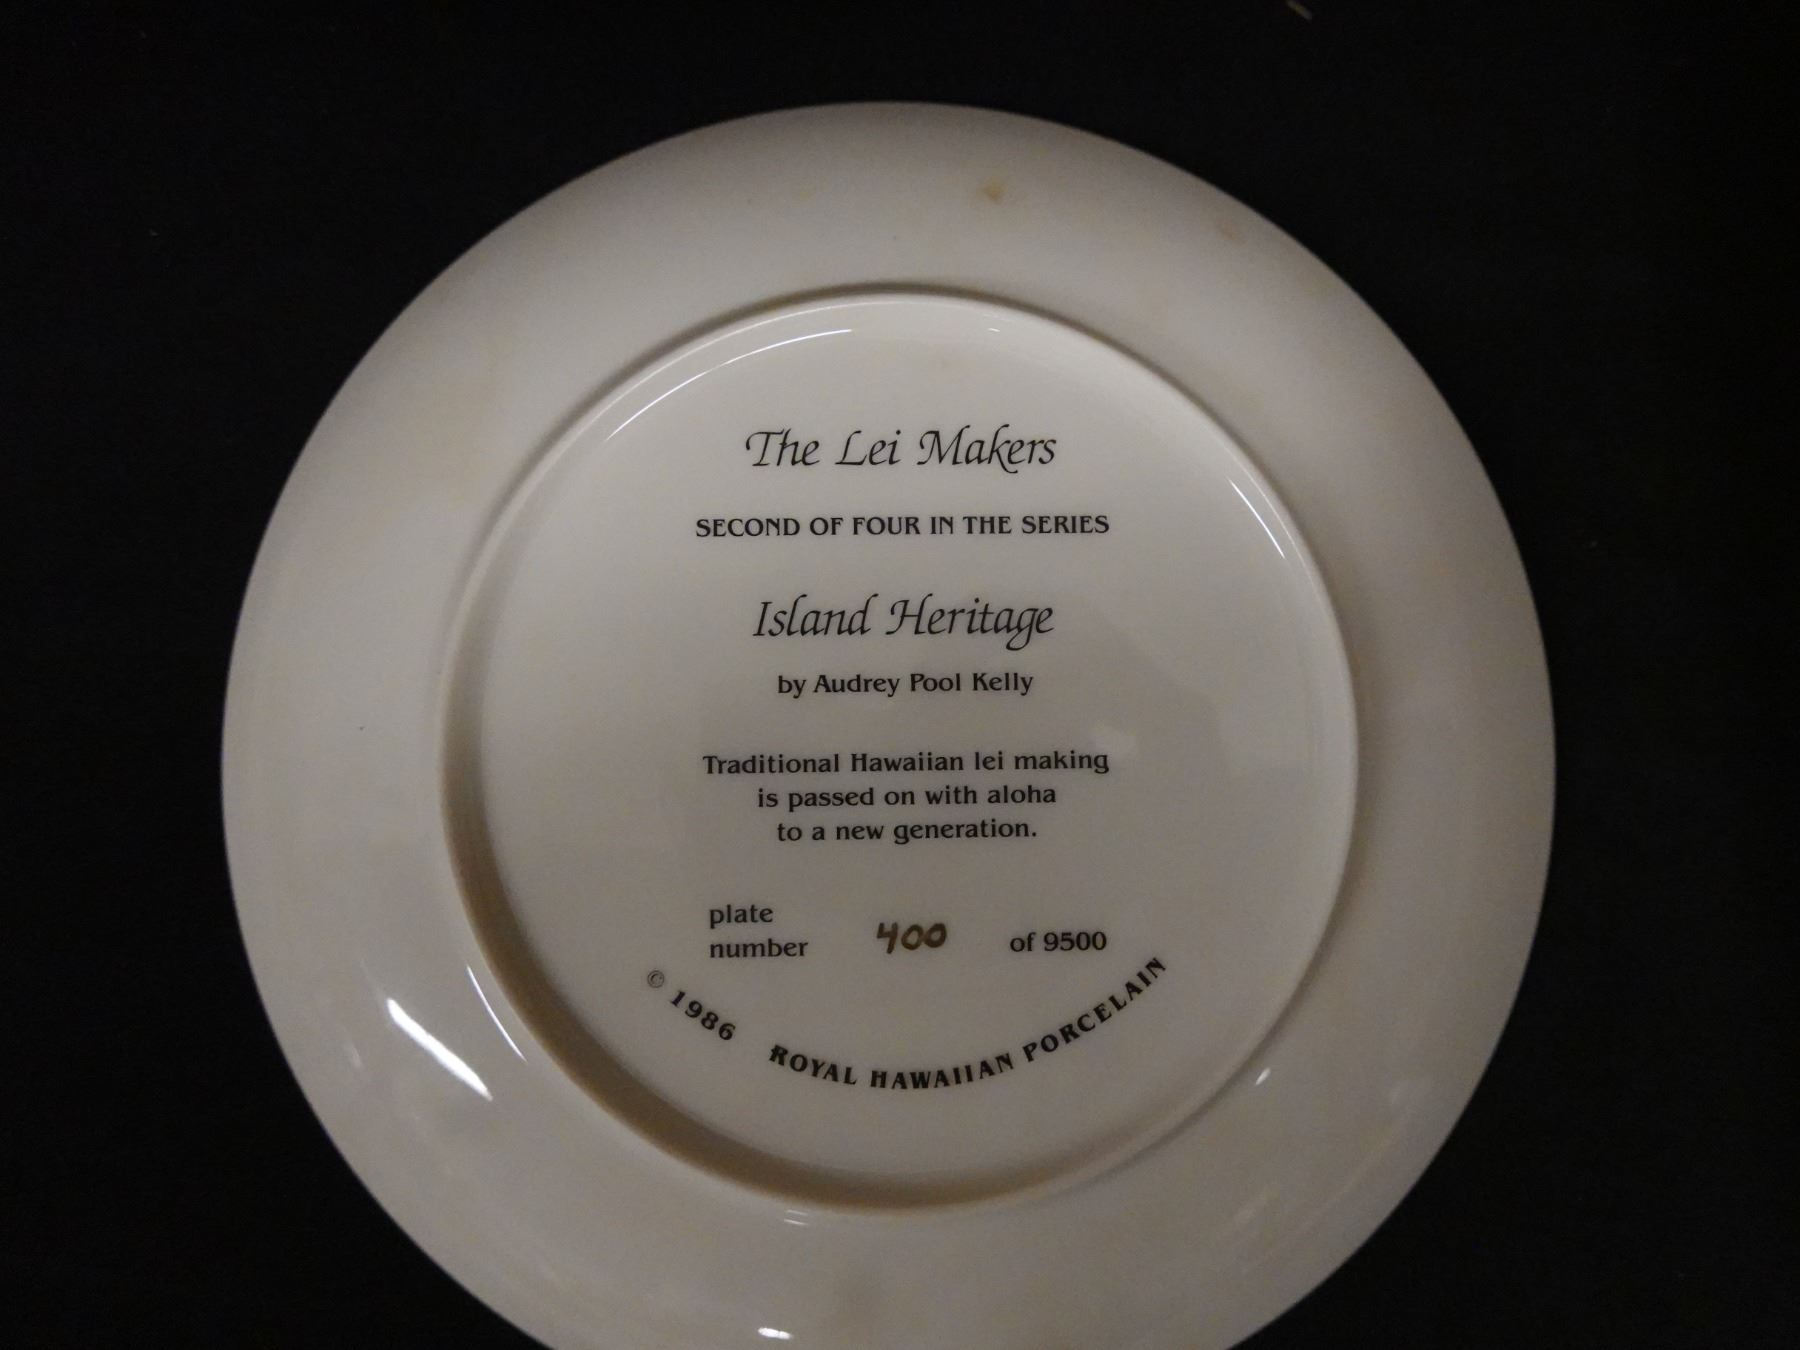 The Lei Makers
SECOND OF FOUR IN THE SERIES
Island Heritage
by Audrey Pool Kelly
Traditional Hawaiian lei making
is passed on with aloha
to a new generation.
plate
number 400 of 9500
© 1986 ROYAL HAWAIIAN PORCELAIN